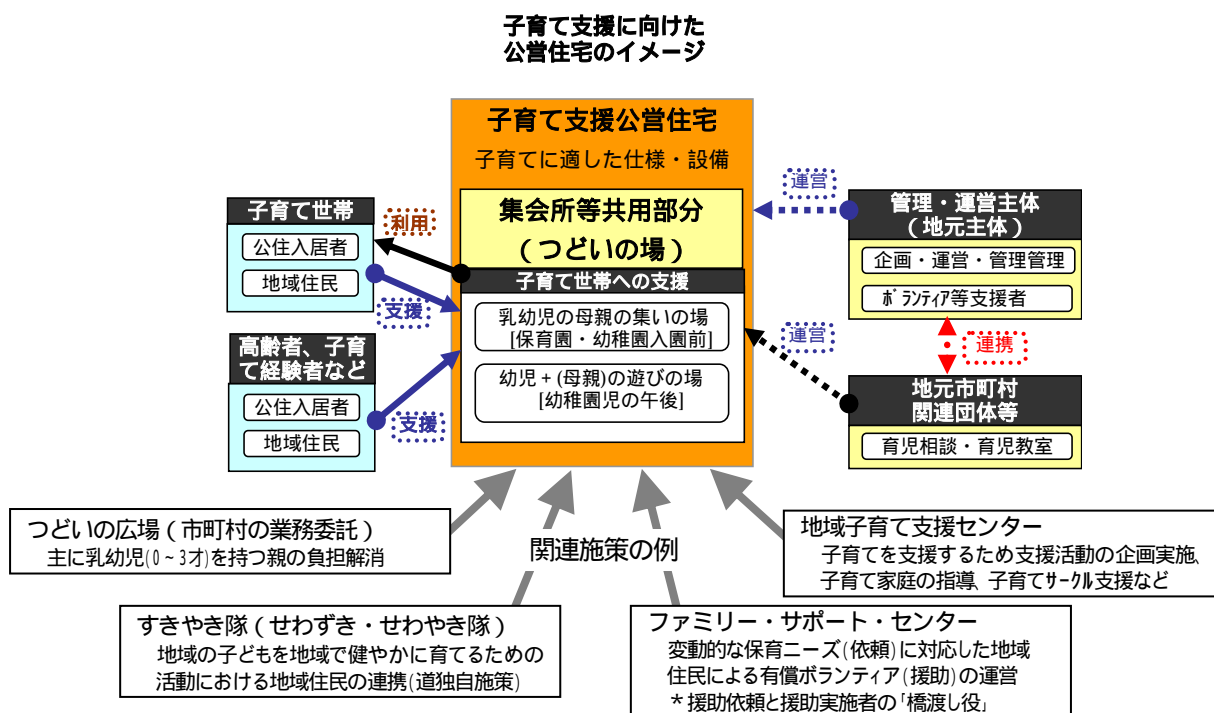 子育て支援に向けた
公営住宅のイメージ
子育て支援公営住宅
子育てに適した仕様・設備
集会所等共用部分
(つどいの場)
子育て世帯への支援
乳幼児の母親の集いの場
[保育園・幼稚園入園前]
幼児+(母親)の遊びの場
[幼稚園児の午後]
子育て世帯
公住入居者
地域住民
利用
支援
高齢者、子育
て経験者など
公住入居者
地域住民
支援
運営
管理・運営主体
(地元主体)
企画・運営・管理管理
ボランティア等支援者
運営
連携
地元市町村
関連団体等
育児相談・育児教室
関連施策の例
つどいの広場(市町村の業務委託)
主に乳幼児(0~3才)を持つ親の負担解消
すきやき隊(せわずき・せわやき隊)
地域の子どもを地域で健やかに育てるための
活動における地域住民の連携(道独自施策)
ファミリー・サポート・センター
変動的な保育ニーズ(依頼)に対応した地域
住民による有償ボランティア(援助)の運営
*援助依頼と援助実施者の「橋渡し役」
地域子育て支援センター
子育てを支援するため支援活動の企画実施、
子育て家庭の指導、子育てサークル支援など